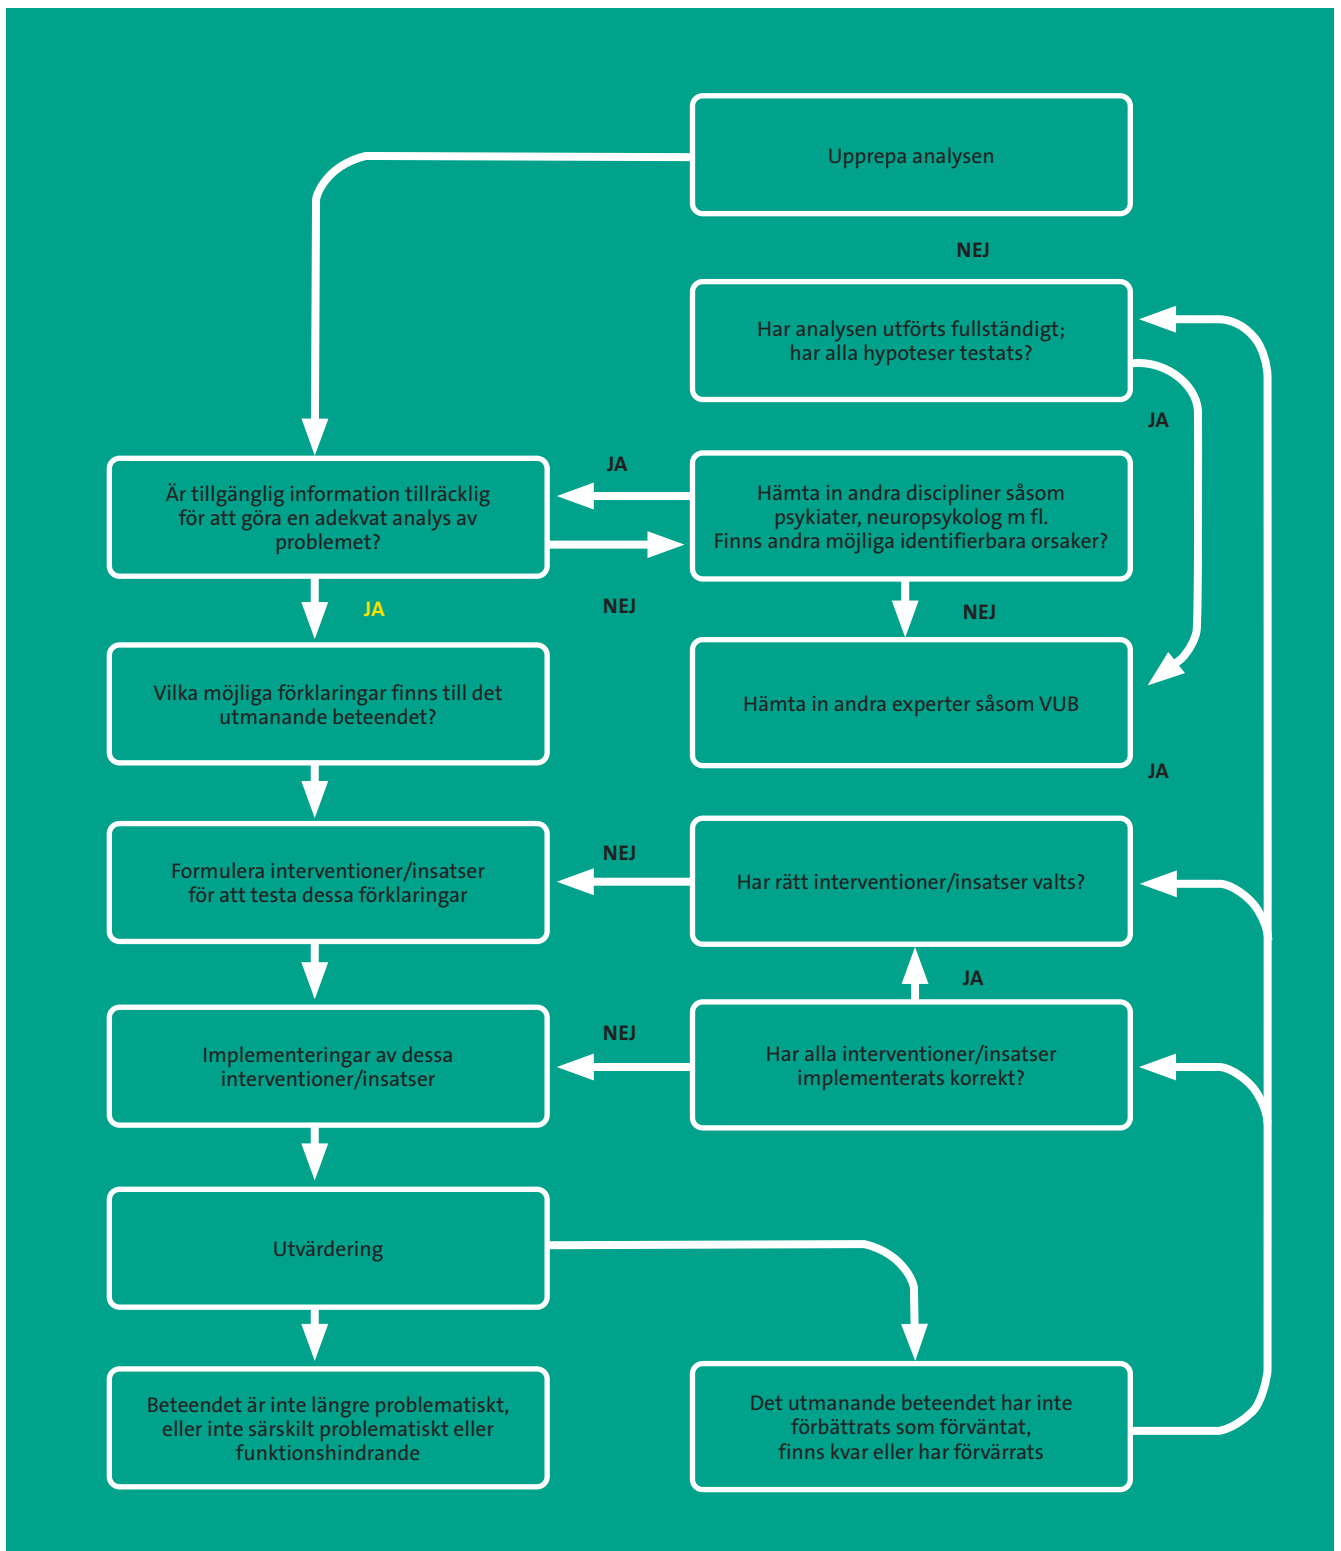 Upprepa analysen
NEJ
Har analysen utförts fullständigt;
har alla hypoteser testats?
JA
JA
Är tillgänglig information tillräcklig
för att göra en adekvat analys av
problemet?
Hämta in andra discipliner såsom
psykiater, neuropsykolog m fl.
Finns andra möjliga identifierbara orsaker?
JA
NEJ
NEJ
Vilka möjliga förklaringar finns till det
utmanande beteendet?
Hämta in andra experter såsom VUB
JA
Formulera interventioner/insatser
för att testa dessa förklaringar
NEJ
Har rätt interventioner/insatser valts?
JA
Implementeringar av dessa
interventioner/insatser
NEJ
Har alla interventioner/insatser
implementerats korrekt?
Utvärdering
Beteendet är inte längre problematiskt,
eller inte särskilt problematiskt eller
funktionshindrande
Det utmanande beteendet har inte
förbättrats som förväntat,
finns kvar eller har förvärrats